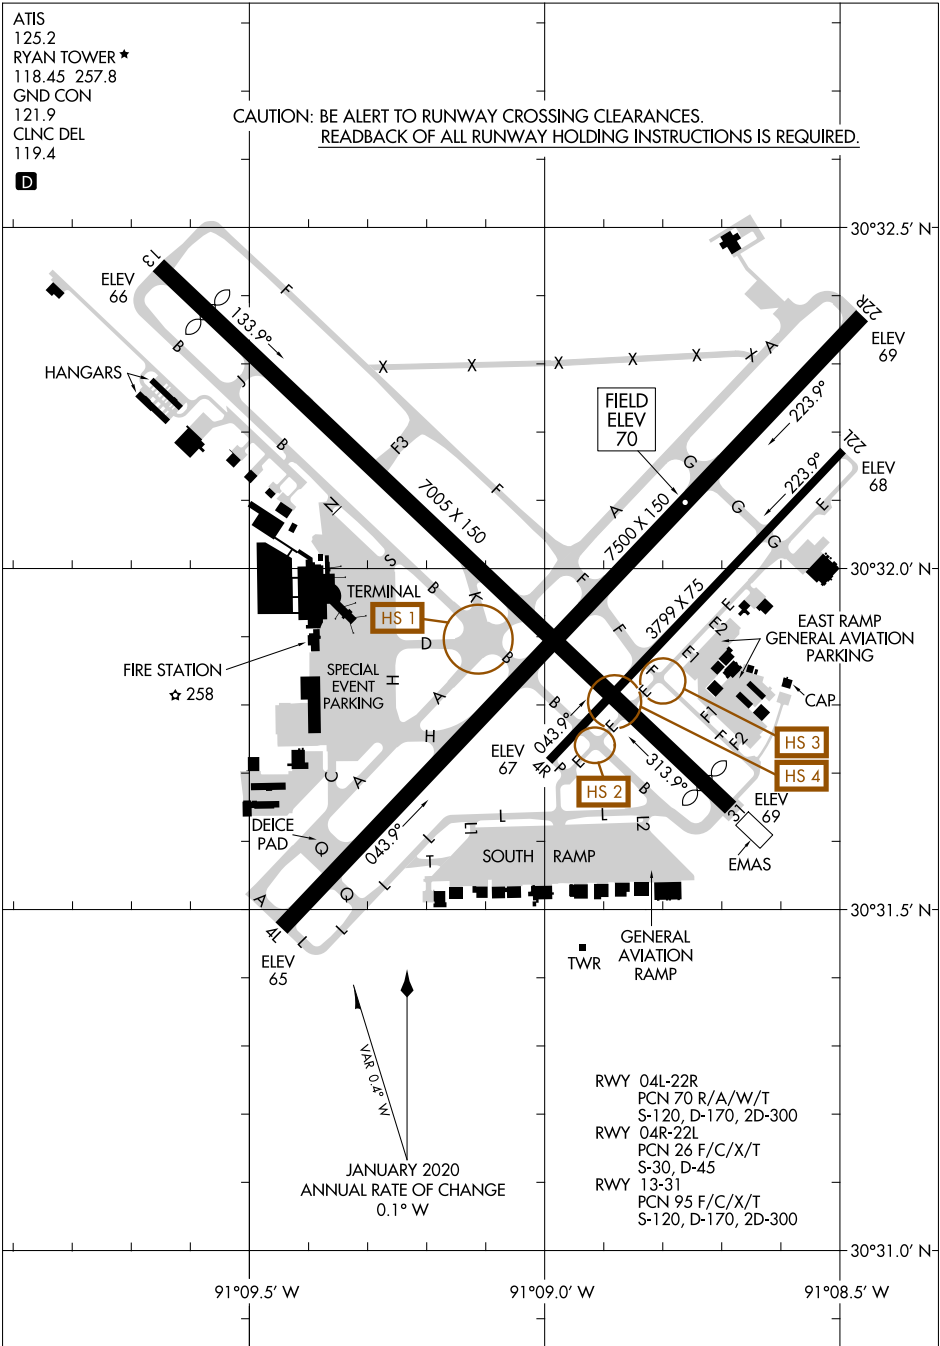 ATIS
125.2
RYAN TOWER ★
118.45 257.8
GND CON
121.9
CLNC DEL
119.4
D
CAUTION: BE ALERT TO RUNWAY CROSSING CLEARANCES.
READBACK OF ALL RUNWAY HOLDING INSTRUCTIONS IS REQUIRED.
30°32.5' N
13
ELEV
66
F
133.9°
B
J
HANGARS
X X X X X X
A
22R
ELEV
69
223.9°
FIELD
ELEV
70
22L
ELEV
68
223.9°
B
F3
F
7005 X 150
N1
G
G
G
E
A
7500 X 150
30°32.0' N
S
B
K
F
F
3799 X 75
TERMINAL
HS 1
D
B
E
E2
E1
EAST RAMP
GENERAL AVIATION
PARKING
FIRE STATION
☆ 258
SPECIAL
EVENT
PARKING
H
A
H
B
F
E
F1
F
F2
CAP
HS 3
HS 4
ELEV
67
043.9°
4R
P
E
E
HS 2
313.9°
B
31
ELEV
69
EMAS
C
A
DEICE
PAD
Q
043.9°
L
L1
L
L
L2
T
SOUTH RAMP
Q
L
A
4L
L
L
ELEV
65
30°31.5' N
TWR
GENERAL
AVIATION
RAMP
VAR 0.4° W
JANUARY 2020
ANNUAL RATE OF CHANGE
0.1° W
RWY 04L-22R
PCN 70 R/A/W/T
S-120, D-170, 2D-300
RWY 04R-22L
PCN 26 F/C/X/T
S-30, D-45
RWY 13-31
PCN 95 F/C/X/T
S-120, D-170, 2D-300
30°31.0' N
91°09.5' W
91°09.0' W
91°08.5' W